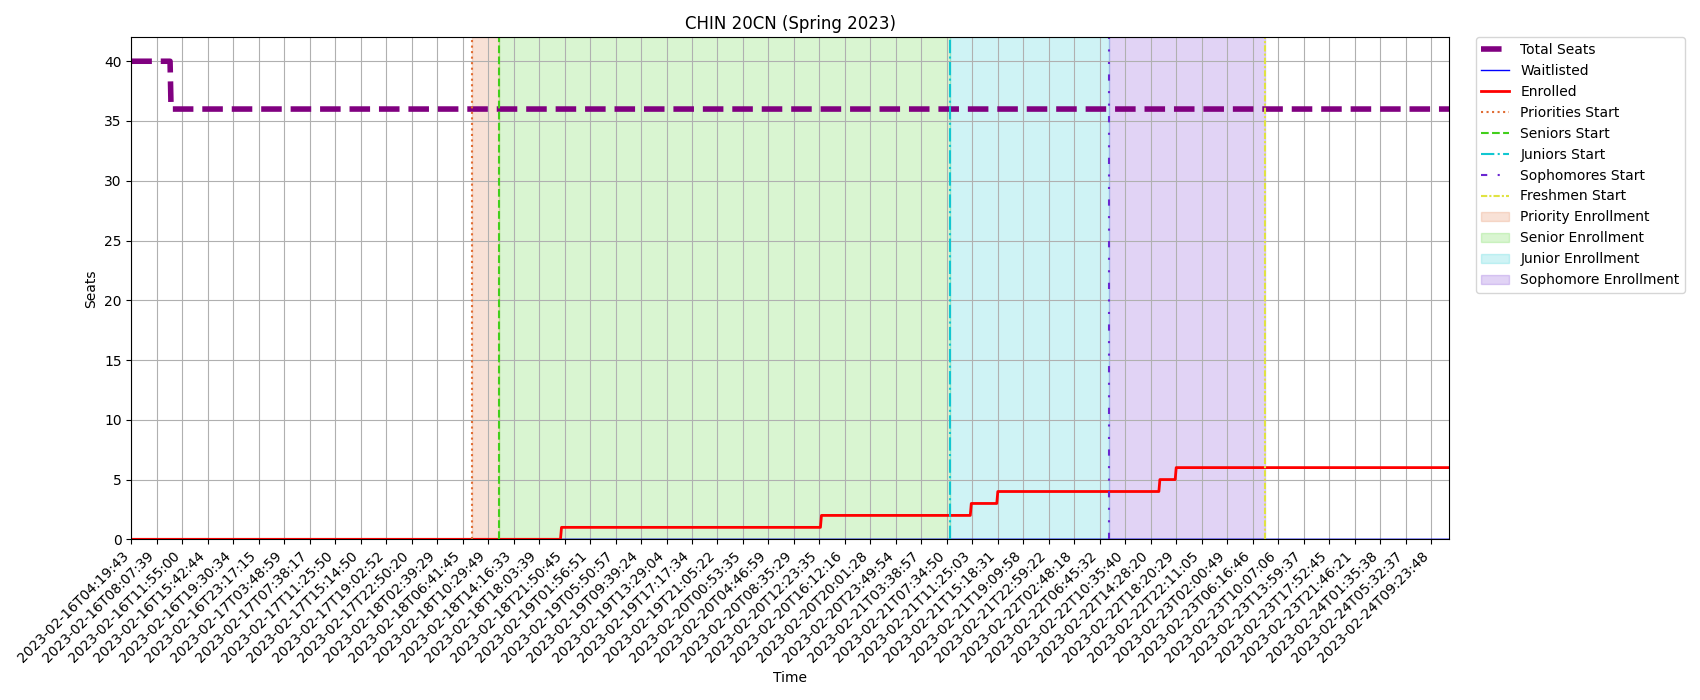 CHIN 20CN (Spring 2023)
40
35
30
25
20
15
10
5
0
Seats
2023-02-16T04:19:43
2023-02-16T08:07:39
2023-02-16T11:55:00
2023-02-16T15:42:44
2023-02-16T19:30:34
2023-02-16T23:17:15
2023-02-17T03:48:59
2023-02-17T07:38:17
2023-02-17T11:25:50
2023-02-17T15:14:50
2023-02-17T19:02:52
2023-02-17T22:50:20
2023-02-18T02:39:29
2023-02-18T06:41:45
2023-02-18T10:29:49
2023-02-18T14:16:33
2023-02-18T18:03:39
2023-02-18T21:50:45
2023-02-19T01:56:51
2023-02-19T05:50:57
2023-02-19T09:39:24
2023-02-19T13:29:04
2023-02-19T17:17:34
2023-02-19T21:05:22
2023-02-20T00:53:35
2023-02-20T04:46:59
2023-02-20T08:35:29
2023-02-20T12:23:35
2023-02-20T16:12:16
2023-02-20T20:01:28
2023-02-20T23:49:54
2023-02-21T03:38:57
2023-02-21T07:34:50
2023-02-21T11:25:03
2023-02-21T15:18:31
2023-02-21T19:09:58
2023-02-21T22:59:22
2023-02-22T02:48:18
2023-02-22T06:45:32
2023-02-22T10:35:40
2023-02-22T14:28:20
2023-02-22T18:20:29
2023-02-22T22:11:05
2023-02-23T02:00:49
2023-02-23T06:16:46
2023-02-23T10:07:06
2023-02-23T13:59:37
2023-02-23T17:52:45
2023-02-23T21:46:21
2023-02-24T01:35:38
2023-02-24T05:32:37
2023-02-24T09:23:48
Time
Total Seats
Waitlisted
Enrolled
Priorities Start
Seniors Start
Juniors Start
Sophomores Start
Freshmen Start
Priority Enrollment
Senior Enrollment
Junior Enrollment
Sophomore Enrollment